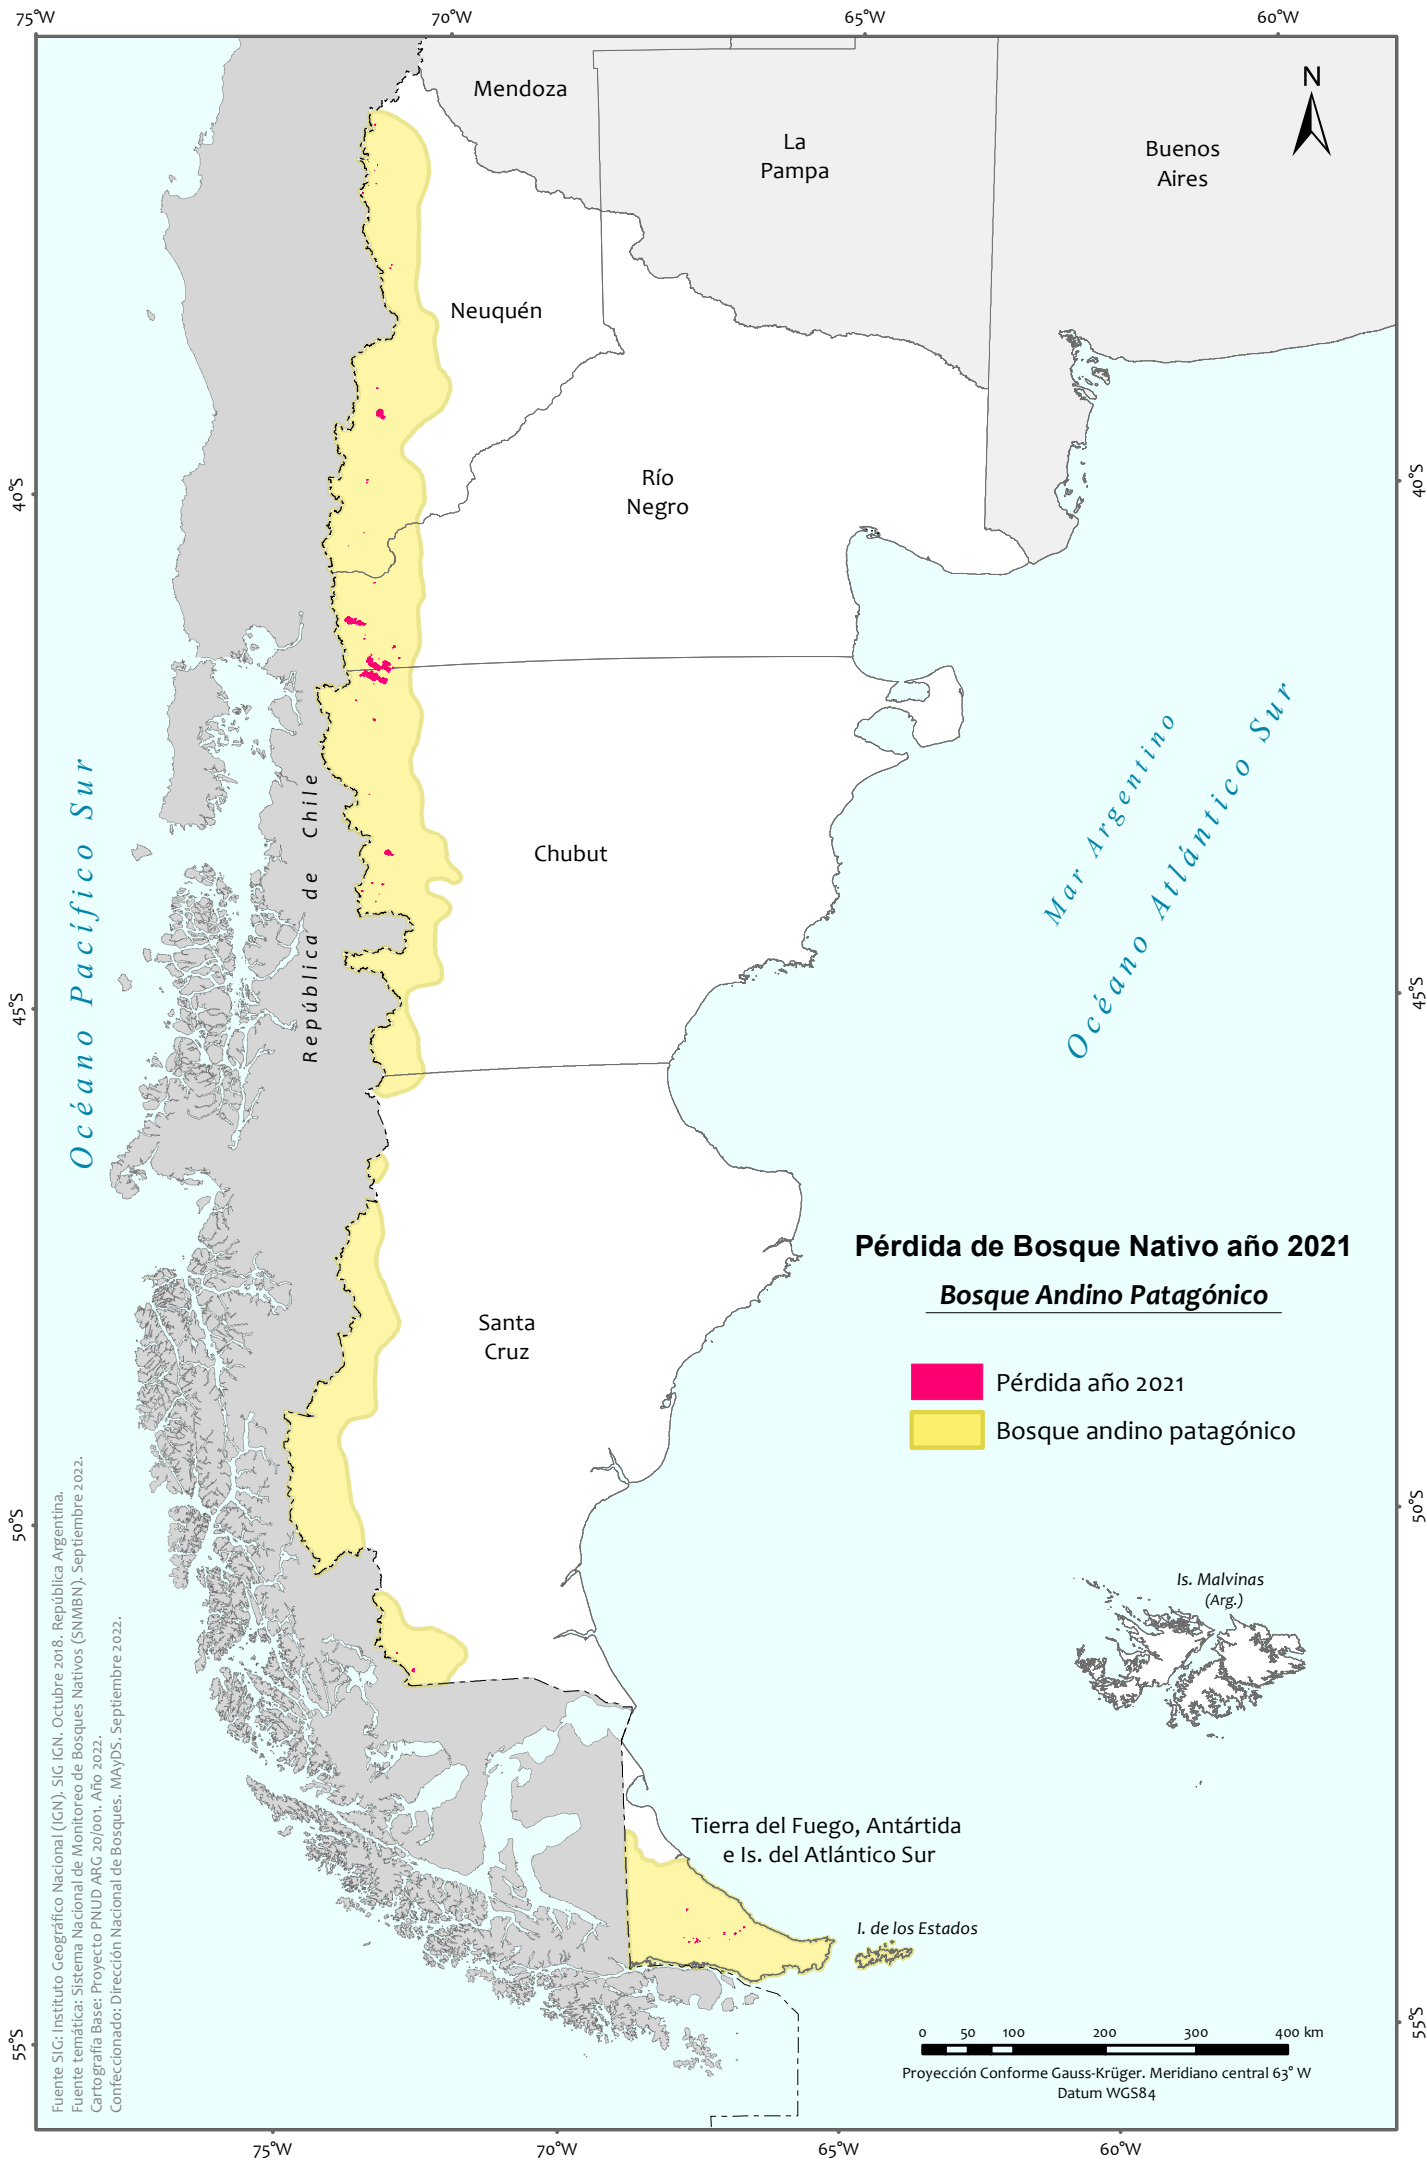 75°W
70°W
65°W
60°W
N
Mendoza
La
Pampa
Buenos
Aires
Neuquén
Río
Negro
40°S
40°S
Océano Pacífico Sur
República de Chile
Chubut
Mar Argentino
Océano Atlántico Sur
45°S
45°S
Santa
Cruz
Pérdida de Bosque Nativo año 2021
Bosque Andino Patagónico
Pérdida año 2021
Bosque andino patagónico
50°S
50°S
Is. Malvinas
(Arg.)
Tierra del Fuego, Antártida
e Is. del Atlántico Sur
I. de los Estados
55°S
55°S
Fuente SIG: Instituto Geográfico Nacional (IGN). SIG IGN. Octubre 2018. República Argentina.
Fuente temática: Sistema Nacional de Monitoreo de Bosques Nativos (SNMBN). Septiembre 2022.
Cartografía Base: Proyecto PNUD ARG 20/001. Año 2022.
Confeccionado: Dirección Nacional de Bosques. MAyDS. Septiembre 2022.
0 50 100 200 300 400 km
Proyección Conforme Gauss-Krüger. Meridiano central 63° W
Datum WGS84
75°W
70°W
65°W
60°W